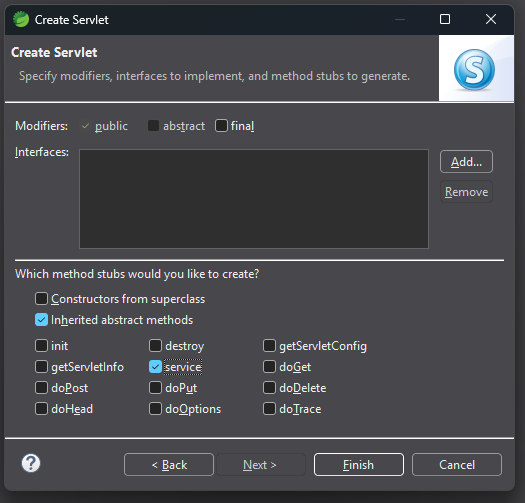 Create Servlet
Create Servlet
Specify modifiers, interfaces to implement, and method stubs to generate.
S
Modifiers: public abstract final
Interfaces:
Add...
Remove
Which method stubs would you like to create?
Constructors from superclass
Inherited abstract methods
init destroy getServletConfig
getServletInfo service doGet
doPost doPut doDelete
doHead doOptions doTrace
? < Back Next > Finish Cancel